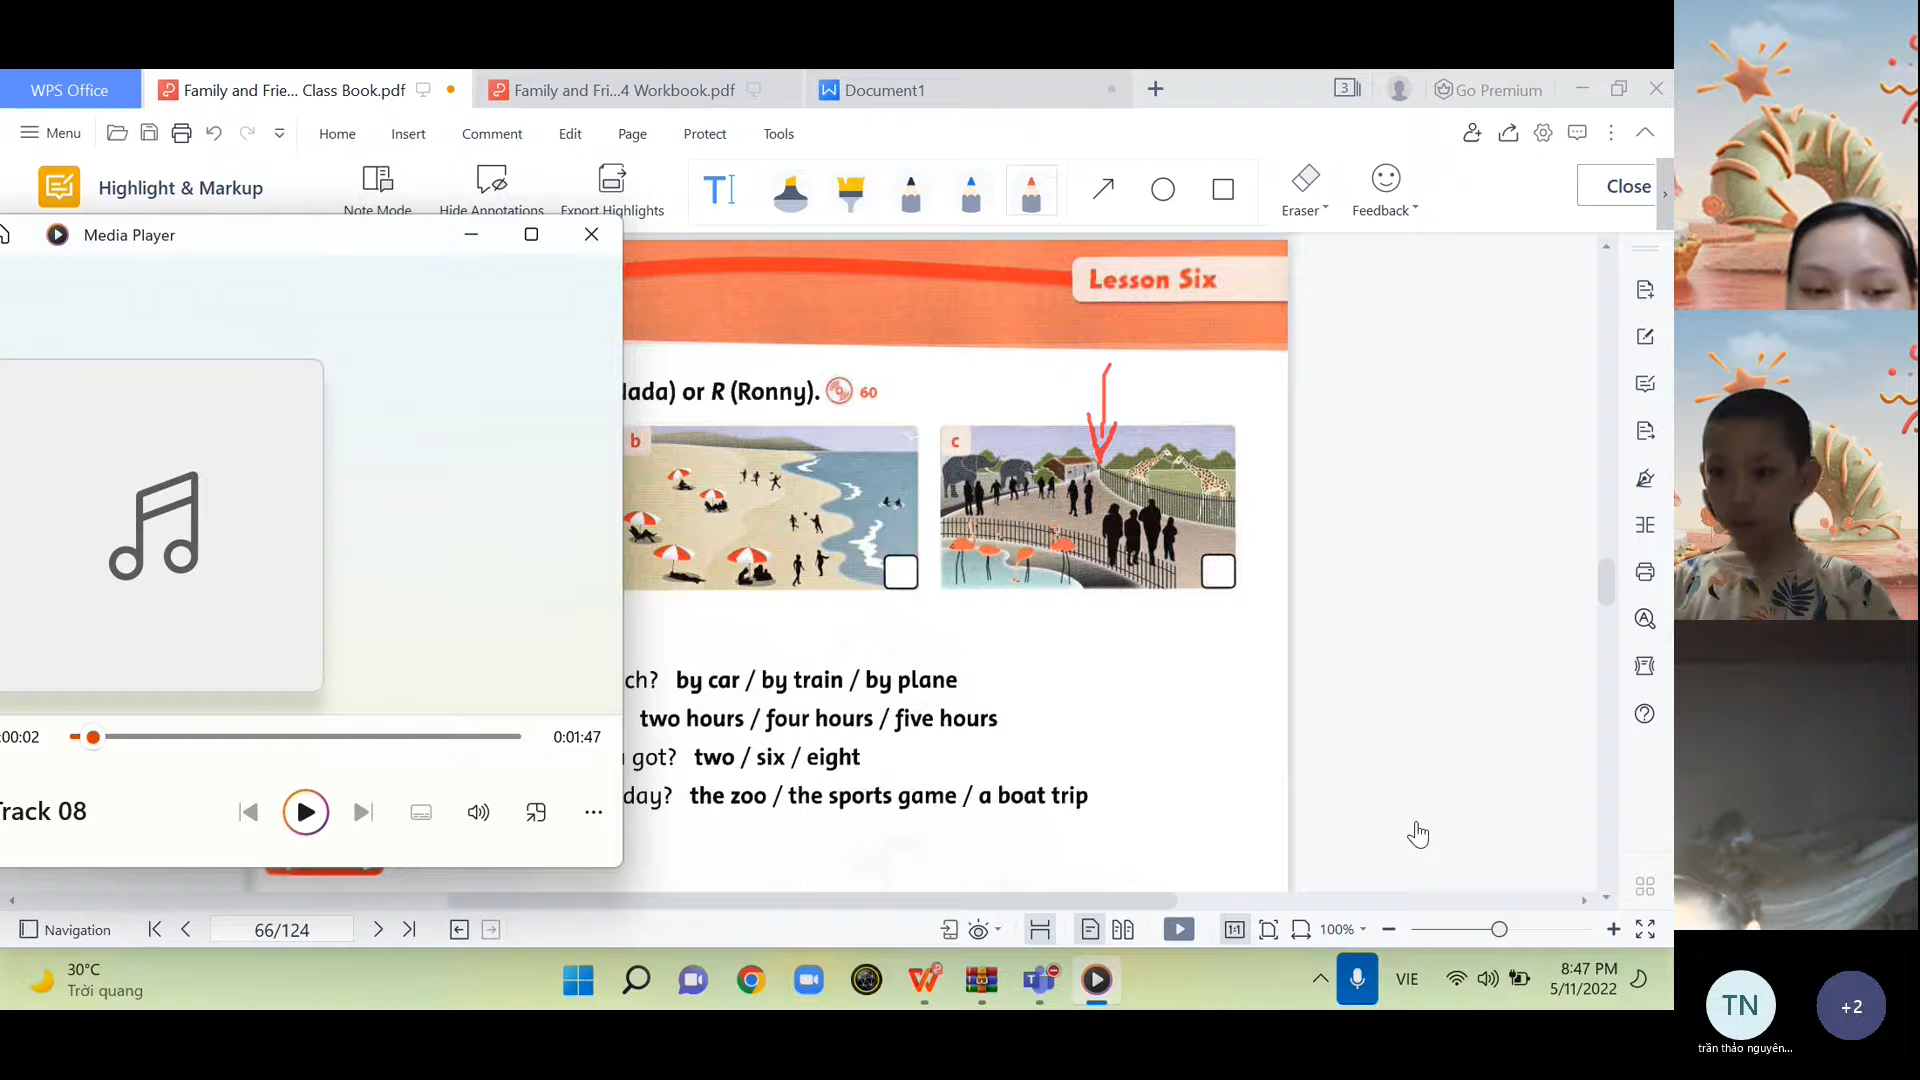 WPS Office
Family and Frie... Class Book.pdf
Family and Fri...4 Workbook.pdf
Document1
3
Go Premium
Menu
Home
Insert
Comment
Edit
Page
Protect
Tools
Highlight & Markup
Note Mode
Hide Annotations
Export Highlights
T
Eraser
Feedback
Close
Media Player
Lesson Six
lada) or R (Ronny). 60
b
c
ch? by car / by train / by plane
two hours / four hours / five hours
got? two / six / eight
day? the zoo / the sports game / a boat trip
:00:02
0:01:47
Track 08
Navigation
66/124
1:1
100%
30°C
Trời quang
VIE
8:47 PM
5/11/2022
TN
trần thảo nguyên...
+2